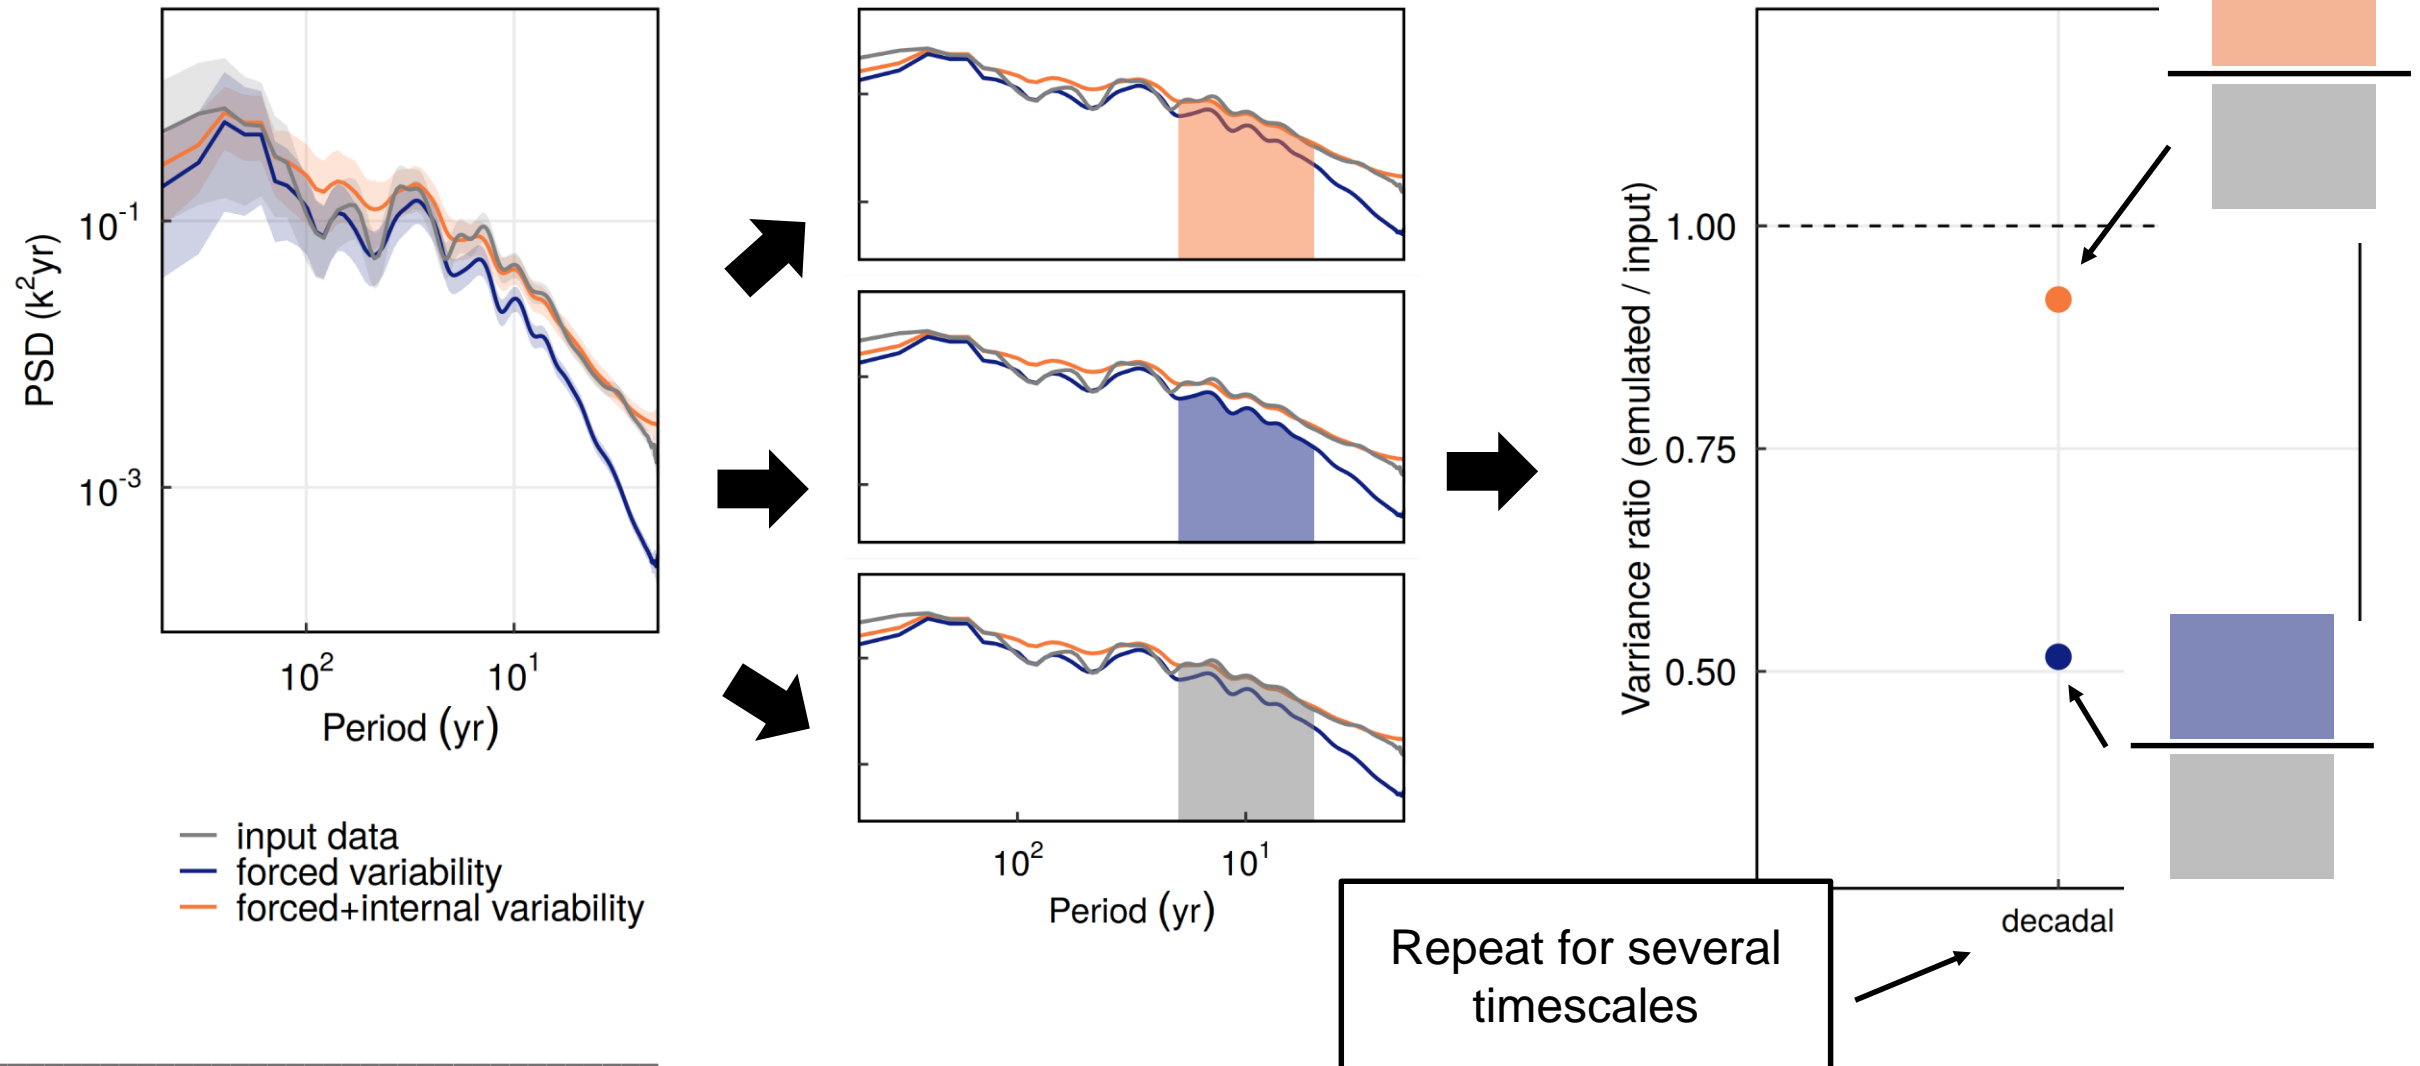 PSD (k²yr)
10⁻¹
10⁻³
10² 10¹
Period (yr)
input data
forced variability
forced+internal variability
10² 10¹
Period (yr)
Varriance ratio (emulated / input)
1.00
0.75
0.50
decadal
Repeat for several
timescales